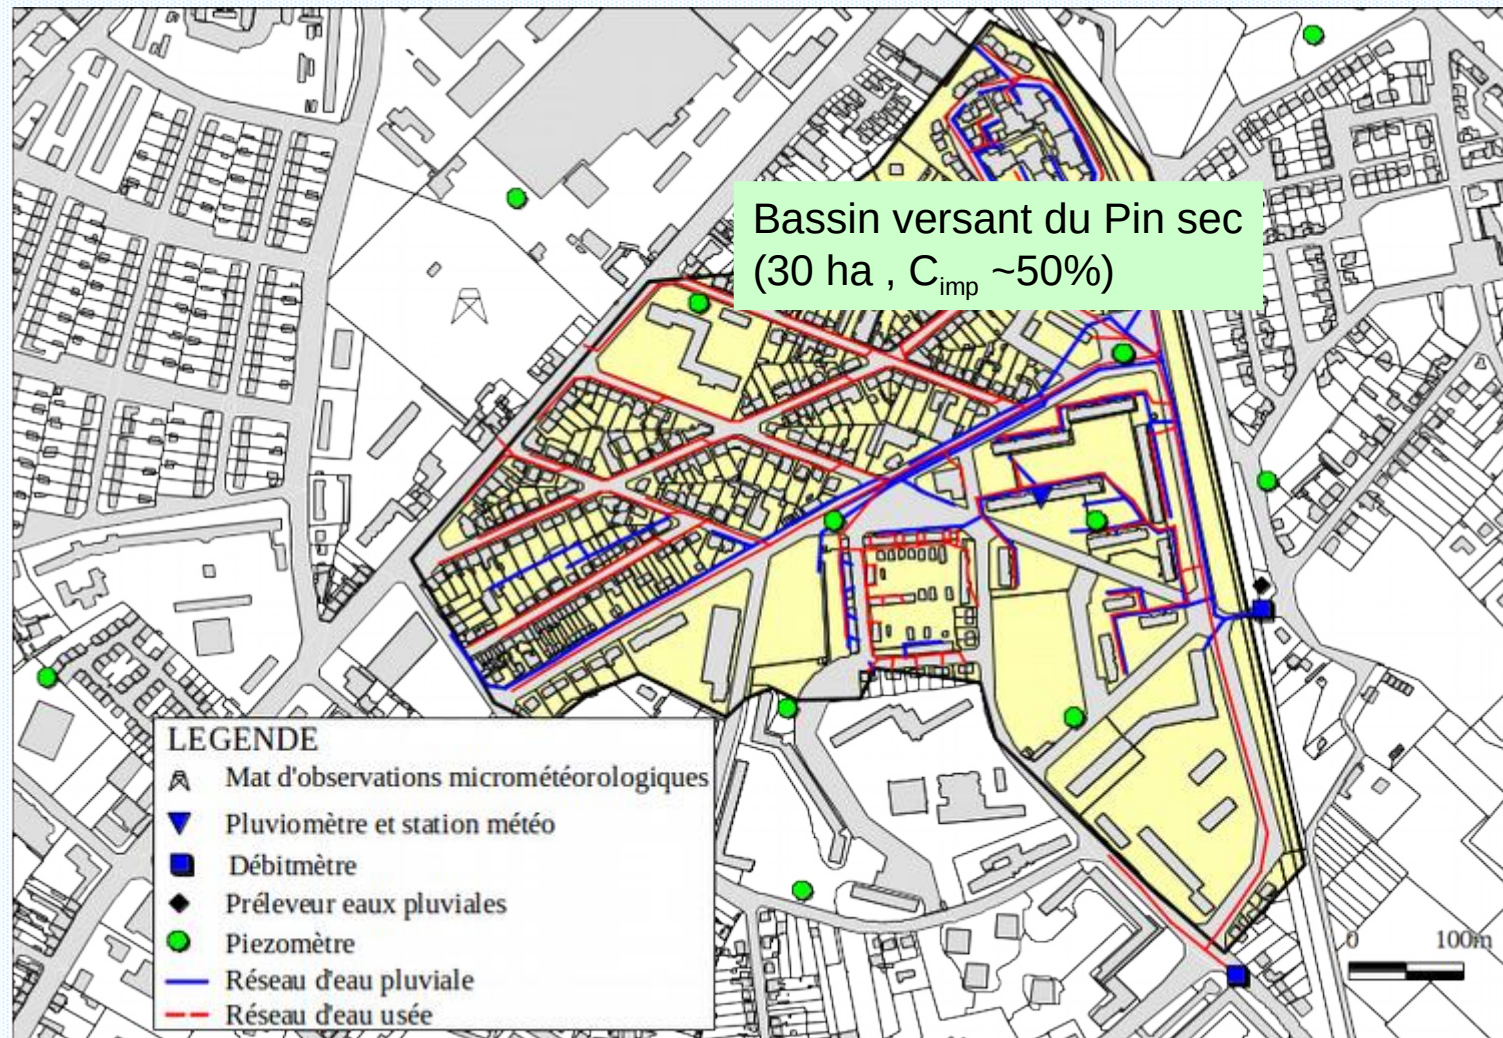 Bassin versant du Pin sec
(30 ha , Cimp ~50%)
LEGENDE
Mat d'observations micrométéorologiques
Pluviomètre et station météo
Débitmètre
Préleveur eaux pluviales
Piezomètre
Réseau d'eau pluviale
Réseau d'eau usée
0 100m